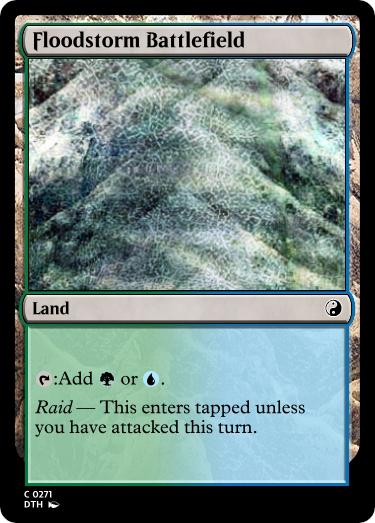 Floodstorm Battlefield
Land
:Add or .
Raid — This enters tapped unless
you have attacked this turn.
C 0271
DTH